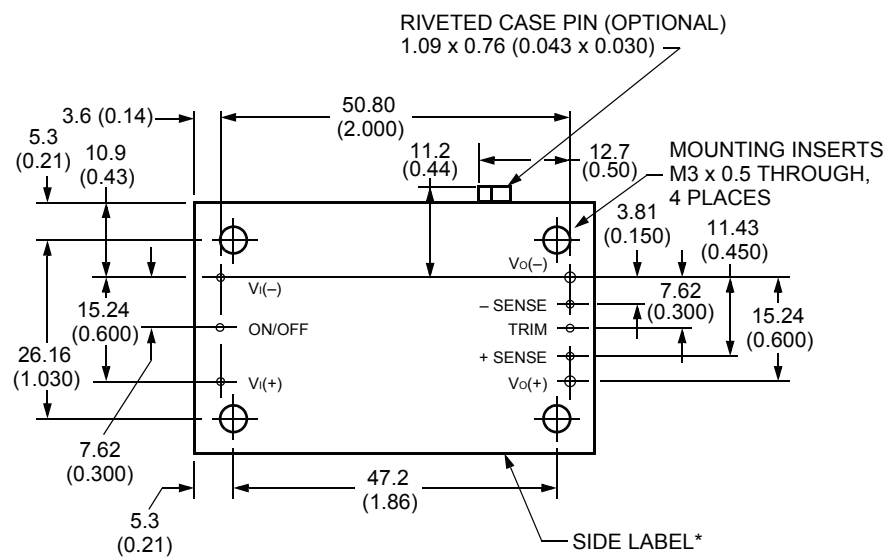 RIVETED CASE PIN (OPTIONAL)
1.09 x 0.76 (0.043 x 0.030)
3.6 (0.14)
50.80
(2.000)
5.3
(0.21)
10.9
(0.43)
11.2
(0.44)
12.7
(0.50)
MOUNTING INSERTS
M3 x 0.5 THROUGH,
4 PLACES
3.81
(0.150)
11.43
(0.450)
VI(–)
VO(–)
– SENSE
7.62
(0.300)
15.24
(0.600)
ON/OFF
TRIM
15.24
(0.600)
26.16
(1.030)
+ SENSE
VI(+)
VO(+)
7.62
(0.300)
47.2
(1.86)
5.3
(0.21)
SIDE LABEL*